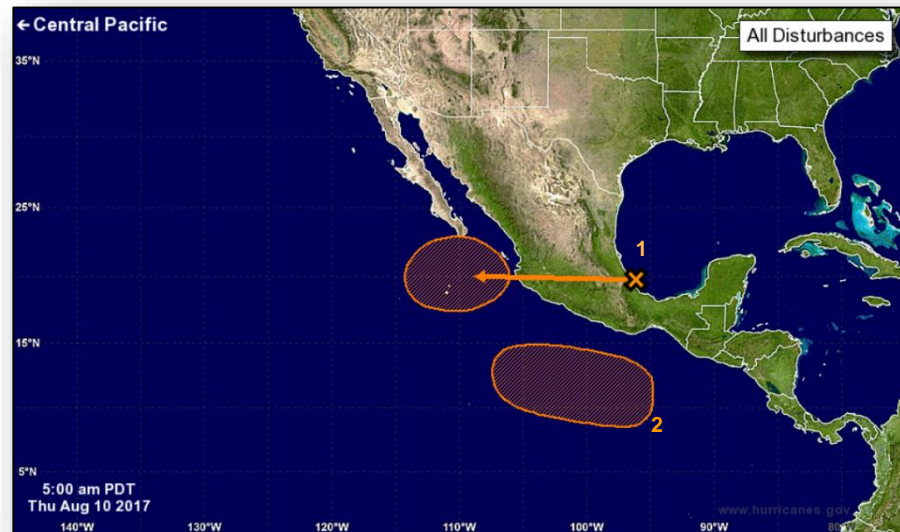 ← Central Pacific
All Disturbances
35°N
25°N
1
15°N
2
5°N
5:00 am PDT
Thu Aug 10 2017
www.hurricanes.gov
140°W 130°W 120°W 110°W 100°W 90°W 80°W